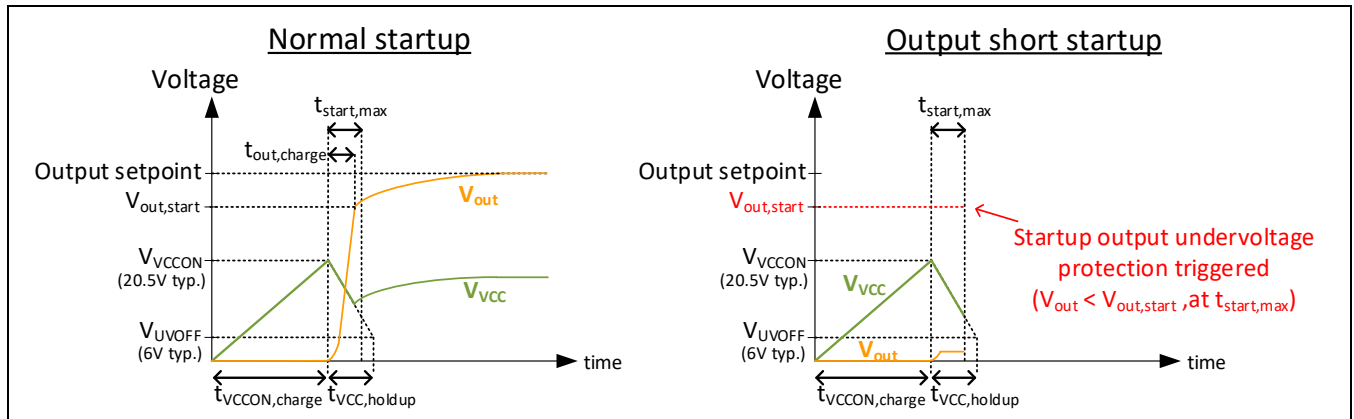 Normal startup
Voltage
t_start,max
t_out,charge
Output setpoint
V_out,start
V_out
V_VCCON
(20.5V typ.)
V_VCC
V_UVOFF
(6V typ.)
time
t_VCCON,charge
t_VCC,holdup
Output short startup
Voltage
t_start,max
Output setpoint
V_out,start
Startup output undervoltage
protection triggered
(V_out < V_out,start ,at t_start,max)
V_VCCON
(20.5V typ.)
V_VCC
V_UVOFF
(6V typ.)
V_out
time
t_VCCON,charge
t_VCC,holdup